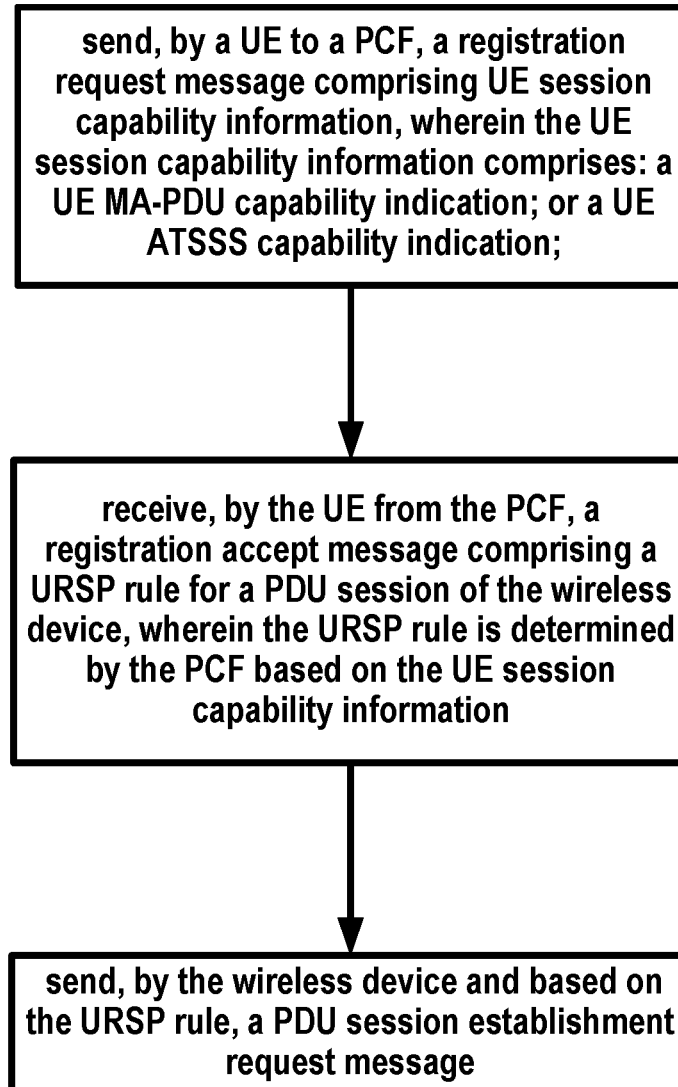 send, by a UE to a PCF, a registration
request message comprising UE session
capability information, wherein the UE
session capability information comprises: a
UE MA-PDU capability indication; or a UE
ATSSS capability indication;
receive, by the UE from the PCF, a
registration accept message comprising a
URSP rule for a PDU session of the wireless
device, wherein the URSP rule is determined
by the PCF based on the UE session
capability information
send, by the wireless device and based on
the URSP rule, a PDU session establishment
request message